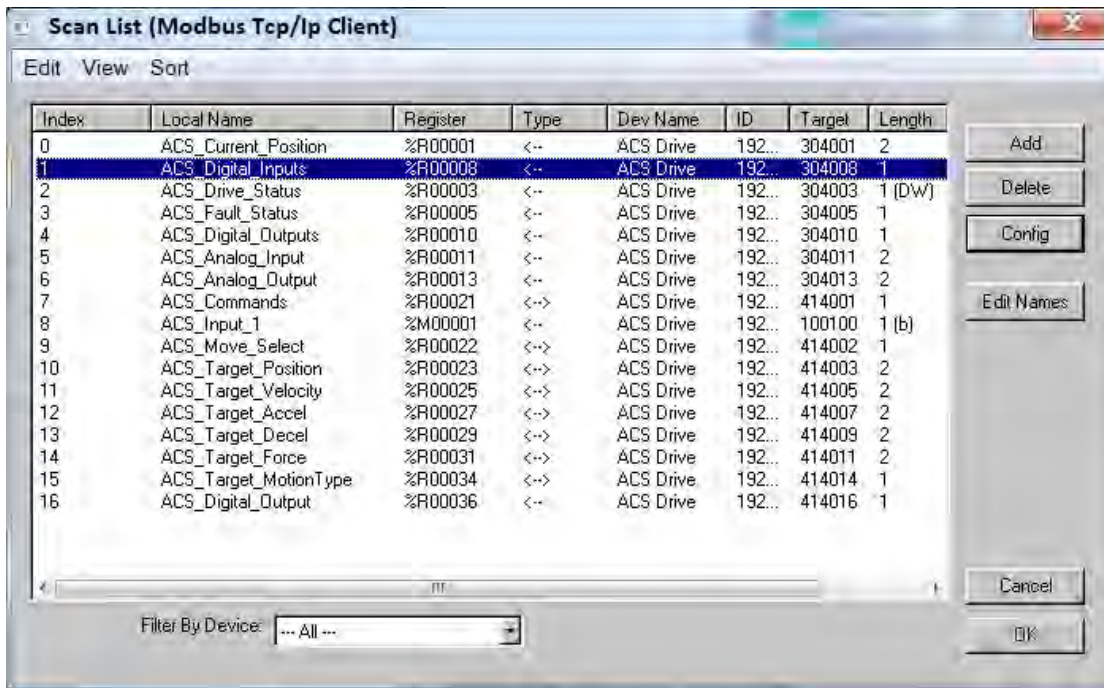 Scan List (Modbus Tcp/Ip Client)
Edit View Sort
Index Local Name Register Type Dev Name ID Target Length
0 ACS_Current_Position %R00001 <-- ACS Drive 192... 304001 2
1 ACS_Digital_Inputs %R00008 <-- ACS Drive 192... 304008 1
2 ACS_Drive_Status %R00003 <-- ACS Drive 192... 304003 1 (DW)
3 ACS_Fault_Status %R00005 <-- ACS Drive 192... 304005 1
4 ACS_Digital_Outputs %R00010 <-- ACS Drive 192... 304010 1
5 ACS_Analog_Input %R00011 <-- ACS Drive 192... 304011 2
6 ACS_Analog_Output %R00013 <-- ACS Drive 192... 304013 2
7 ACS_Commands %R00021 <--> ACS Drive 192... 414001 1
8 ACS_Input_1 %M00001 <-- ACS Drive 192... 100100 1 (b)
9 ACS_Move_Select %R00022 <--> ACS Drive 192... 414002 1
10 ACS_Target_Position %R00023 <--> ACS Drive 192... 414003 2
11 ACS_Target_Velocity %R00025 <--> ACS Drive 192... 414005 2
12 ACS_Target_Accel %R00027 <--> ACS Drive 192... 414007 2
13 ACS_Target_Decel %R00029 <--> ACS Drive 192... 414009 2
14 ACS_Target_Force %R00031 <--> ACS Drive 192... 414011 2
15 ACS_Target_MotionType %R00034 <--> ACS Drive 192... 414014 1
16 ACS_Digital_Output %R00036 <--> ACS Drive 192... 414016 1
Add
Delete
Config
Edit Names
Cancel
OK
Filter By Device: --- All ---